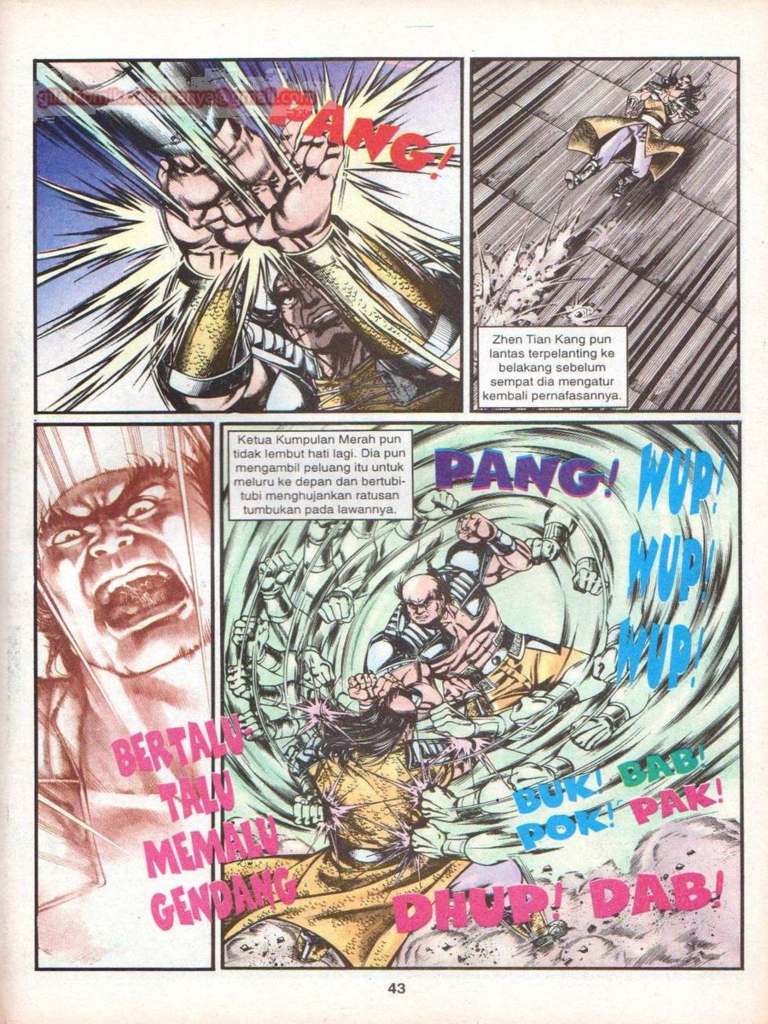 PANG!
Zhen Tian Kang pun
lantas terpelanting ke
belakang sebelum
sempat dia mengatur
kembali pernafasannya.
Ketua Kumpulan Merah pun
tidak lembut hati lagi. Dia pun
mengambil peluang itu untuk
meluru ke depan dan bertubi-
tubi menghujankan ratusan
tumbukan pada lawannya.
PANG!
WUP!
WUP!
WUP!
BERTALU-
TALU
MEMALU
GENDANG
BUK! BAB!
POK! PAK!
DHUP! DAB!
43